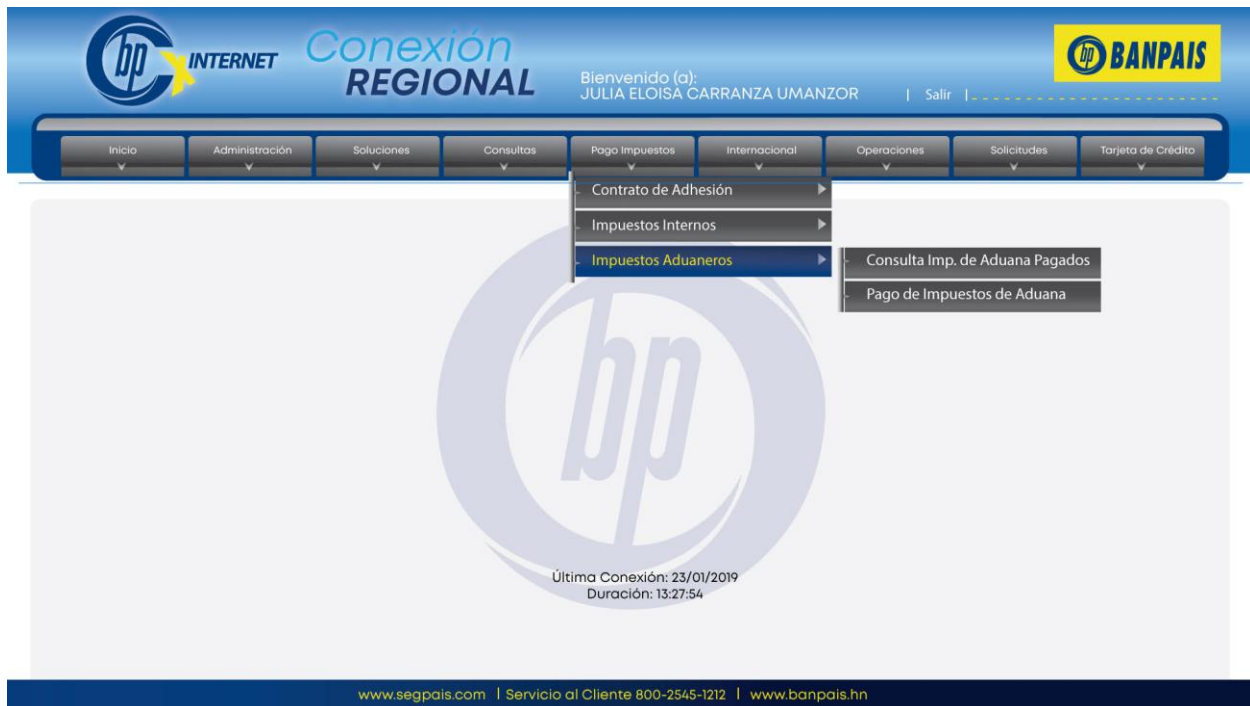 bp INTERNET
Conexión
REGIONAL
Bienvenido (a):
JULIA ELOISA CARRANZA UMANZOR | Salir |
bp BANPAIS
Inicio Administración Soluciones Consultas Pago Impuestos Internacional Operaciones Solicitudes Tarjeta de Crédito
Contrato de Adhesión
Impuestos Internos
Impuestos Aduaneros
Consulta Imp. de Aduana Pagados
Pago de Impuestos de Aduana
bp
Última Conexión: 23/01/2019
Duración: 13:27:54
www.segpais.com | Servicio al Cliente 800-2545-1212 | www.banpais.hn